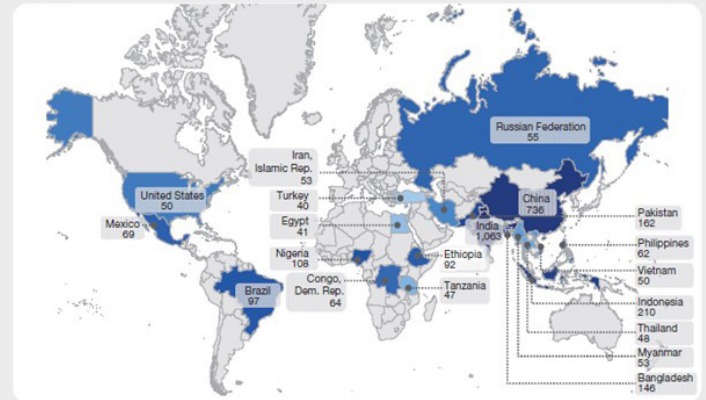 Russian Federation
55
Iran,
Islamic Rep.
53
United States
50
Turkey
40
China
736
Mexico
69
Egypt
41
India
1,063
Pakistan
162
Nigeria
108
Ethiopia
92
Philippines
62
Congo,
Dem. Rep.
64
Tanzania
47
Vietnam
50
Brazil
97
Indonesia
210
Thailand
48
Myanmar
53
Bangladesh
146